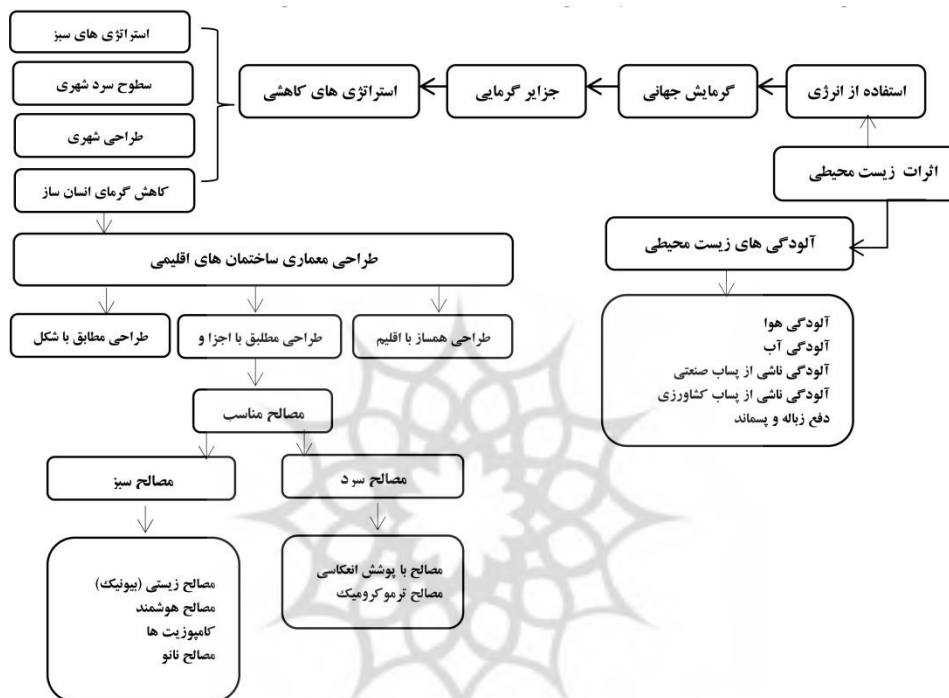 اثرات زیست محیطی
استفاده از انرژی
گرمایش جهانی
جزایر گرمایی
استراتژی های کاهشی
استراتژی های سبز
سطوح سرد شهری
طراحی شهری
کاهش گرمای انسان ساز
طراحی معماری ساختمان های اقلیمی
طراحی همساز با اقلیم
طراحی مطلبق با اجزا و
طراحی مطابق با شکل
مصالح مناسب
مصالح سرد
مصالح سبز
مصالح با پوشش انعکاسی
مصالح ترموکرومیک
مصالح زیستی (بیونیک)
مصالح هوشمند
کامپوزیت ها
مصالح نانو
آلودگی های زیست محیطی
آلودگی هوا
آلودگی آب
آلودگی ناشی از پساب صنعتی
آلودگی ناشی از پساب کشاورزی
دفع زباله و پسماند